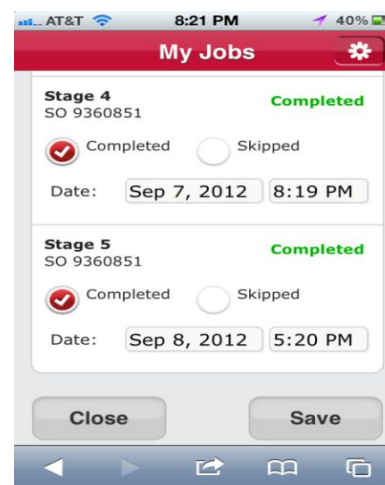 AT&T 8:21 PM 40%
My Jobs
Stage 4 Completed
SO 9360851
Completed Skipped
Date: Sep 7, 2012 8:19 PM
Stage 5 Completed
SO 9360851
Completed Skipped
Date: Sep 8, 2012 5:20 PM
Close Save